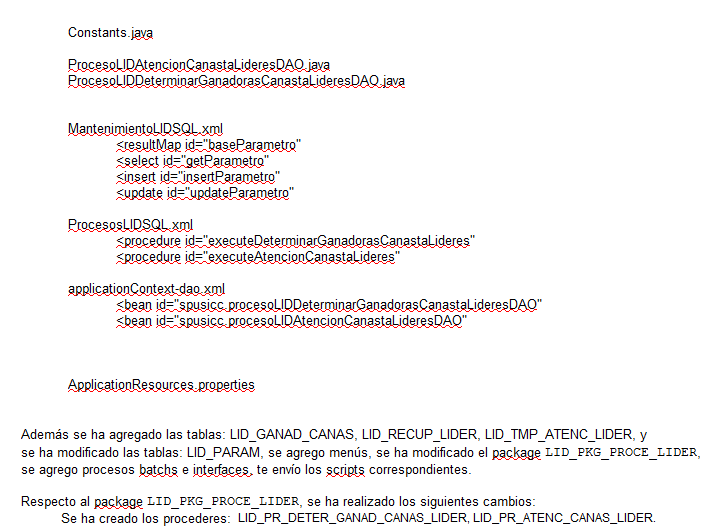 Constants.java
ProcesoLIDAtencionCanastaLideresDAO.java
ProcesoLIDDeterminarGanadorasCanastaLideresDAO.java
MantenimientoLIDSQL.xml
<resultMap id="baseParametro"
<select id="getParametro"
<insert id="insertParametro"
<update id="updateParametro"
ProcesosLIDSQL.xml
<procedure id="executeDeterminarGanadorasCanastaLideres"
<procedure id="executeAtencionCanastaLideres"
applicationContext-dao.xml
<bean id="spusicc.procesoLIDDeterminarGanadorasCanastaLideresDAO"
<bean id="spusicc.procesoLIDAtencionCanastaLideresDAO"
ApplicationResources.properties
Además se ha agregado las tablas: LID_GANAD_CANAS, LID_RECUP_LIDER, LID_TMP_ATENC_LIDER, y
se ha modificado las tablas: LID_PARAM, se agrego menús, se ha modificado el package LID_PKG_PROCE_LIDER,
se agrego procesos batchs e interfaces, te envío los scripts correspondientes.
Respecto al package LID_PKG_PROCE_LIDER, se ha realizado los siguientes cambios:
Se ha creado los procederes: LID_PR_DETER_GANAD_CANAS_LIDER, LID_PR_ATENC_CANAS_LIDER.